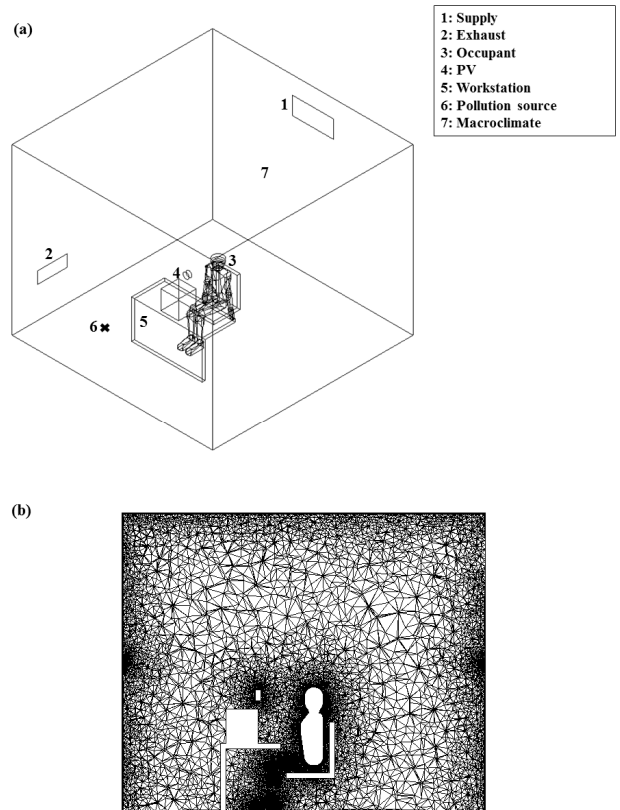 (a)
1: Supply
2: Exhaust
3: Occupant
4: PV
5: Workstation
6: Pollution source
7: Macroclimate
1
7
2
3
4
6
5
(b)